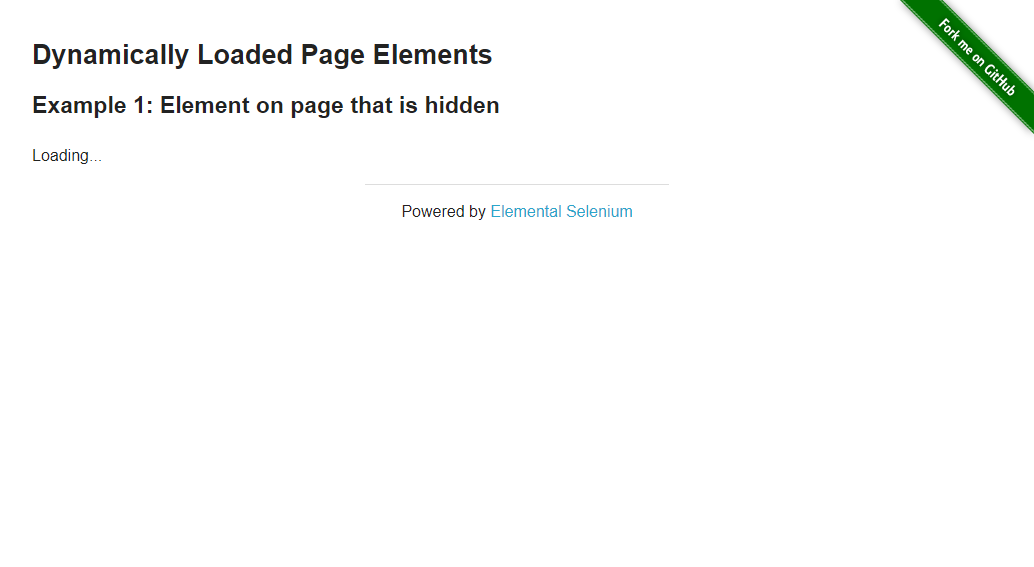 Fork me on GitHub
Dynamically Loaded Page Elements
Example 1: Element on page that is hidden
Loading...
Powered by Elemental Selenium